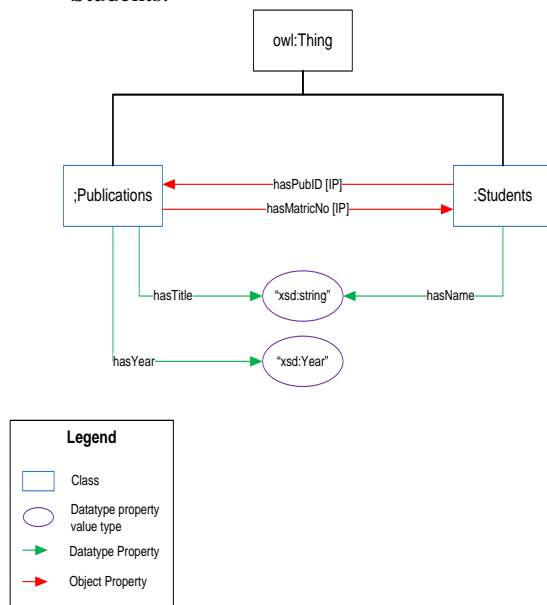 Students.
owl:Thing
;Publications
hasPubID [IP]
hasMatricNo [IP]
:Students
hasTitle
“xsd:string”
hasName
hasYear
“xsd:Year”
Legend
Class
Datatype property
value type
Datatype Property
Object Property